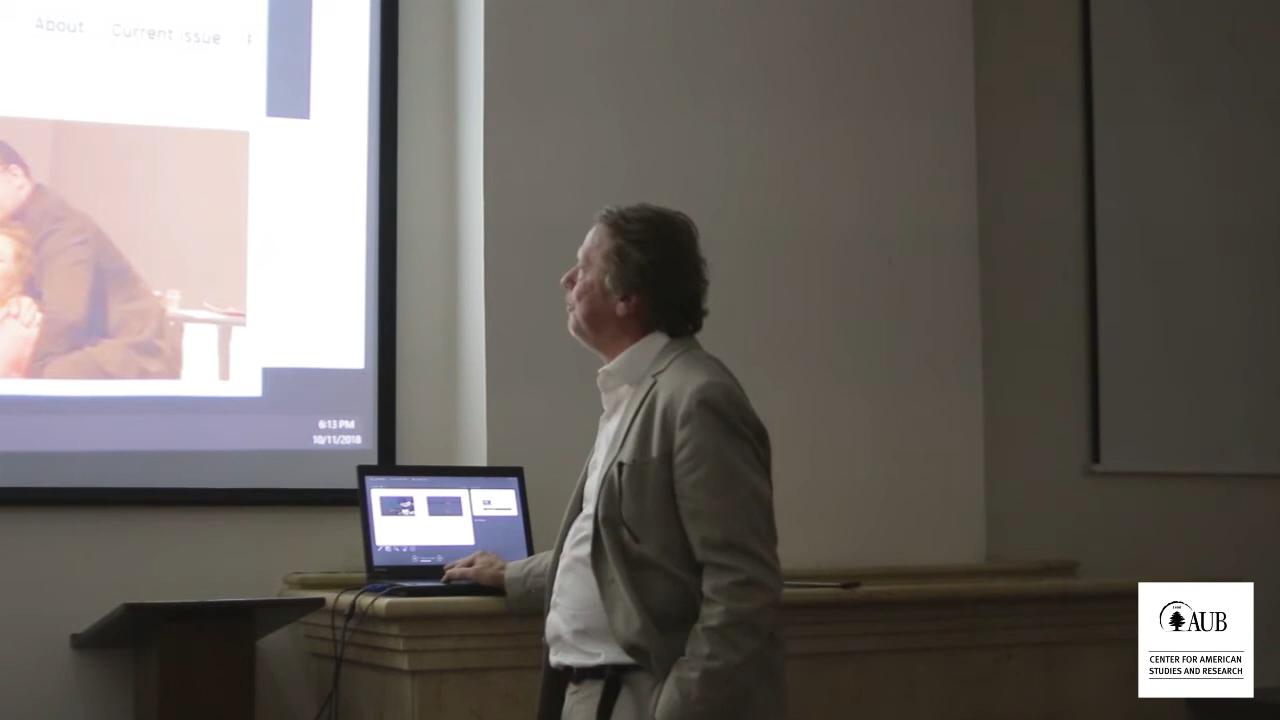 About Current Issue
6:13 PM
10/11/2018
AUB
CENTER FOR AMERICAN
STUDIES AND RESEARCH